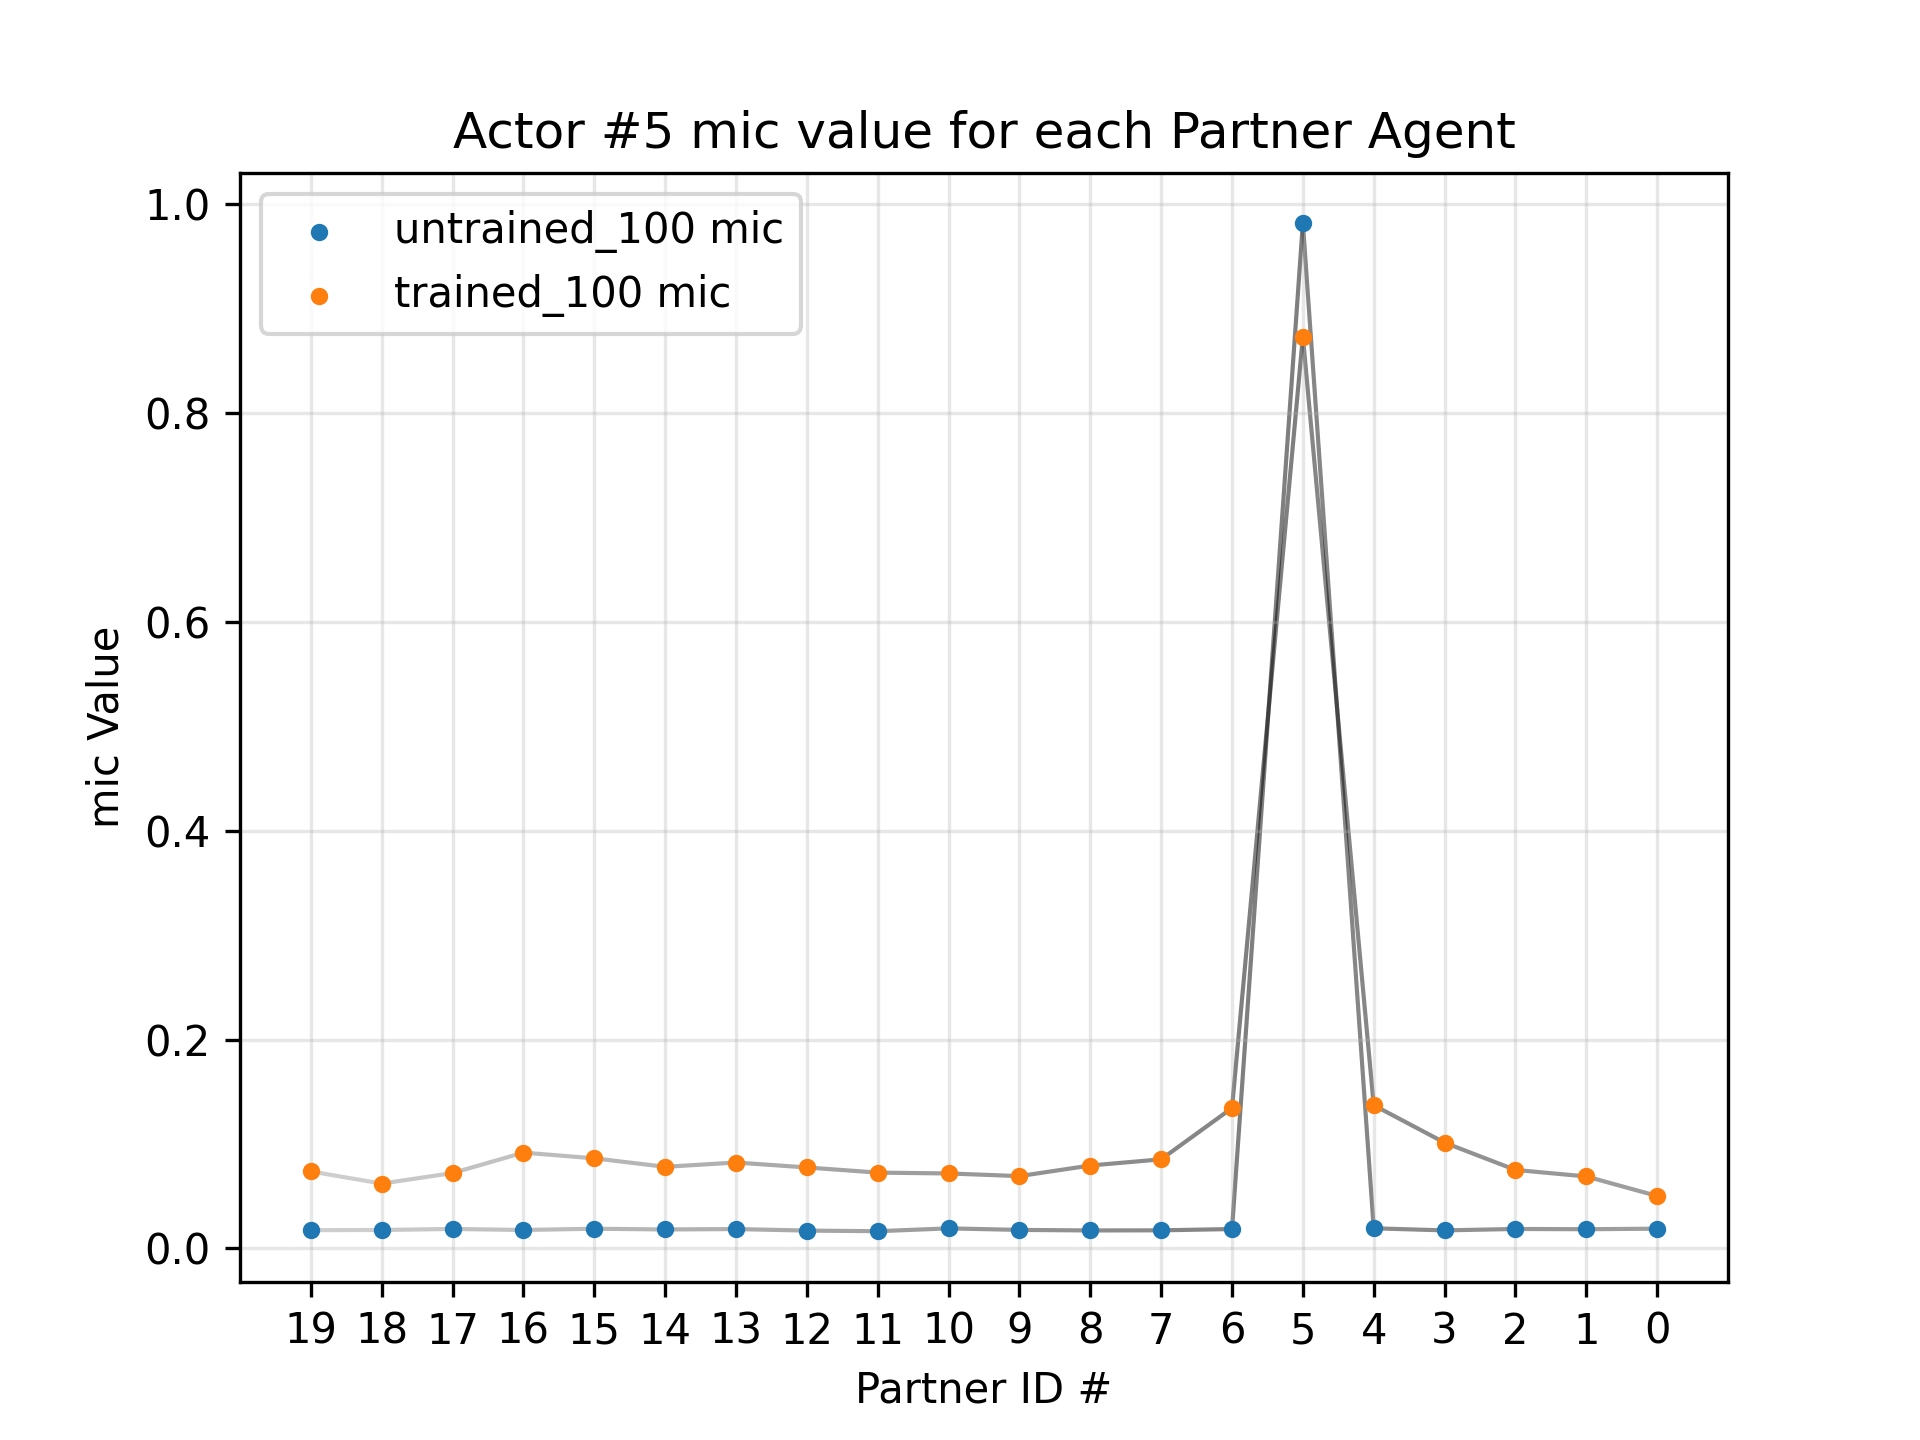 Actor #5 mic value for each Partner Agent
untrained_100 mic
trained_100 mic
1.0
0.8
0.6
0.4
0.2
0.0
mic Value
19 18 17 16 15 14 13 12 11 10 9 8 7 6 5 4 3 2 1 0
Partner ID #